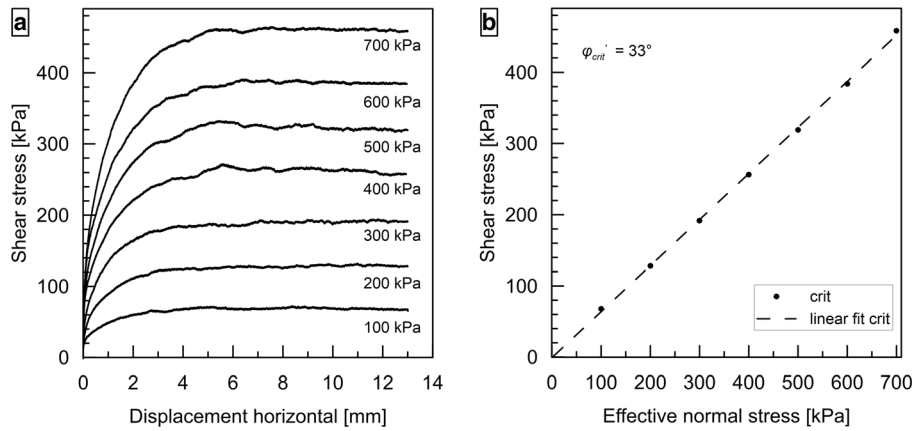 a
Shear stress [kPa]
400
300
200
100
0
700 kPa
600 kPa
500 kPa
400 kPa
300 kPa
200 kPa
100 kPa
0 2 4 6 8 10 12 14
Displacement horizontal [mm]
b
Shear stress [kPa]
400
300
200
100
0
φcrit' = 33°
crit
linear fit crit
0 100 200 300 400 500 600 700
Effective normal stress [kPa]